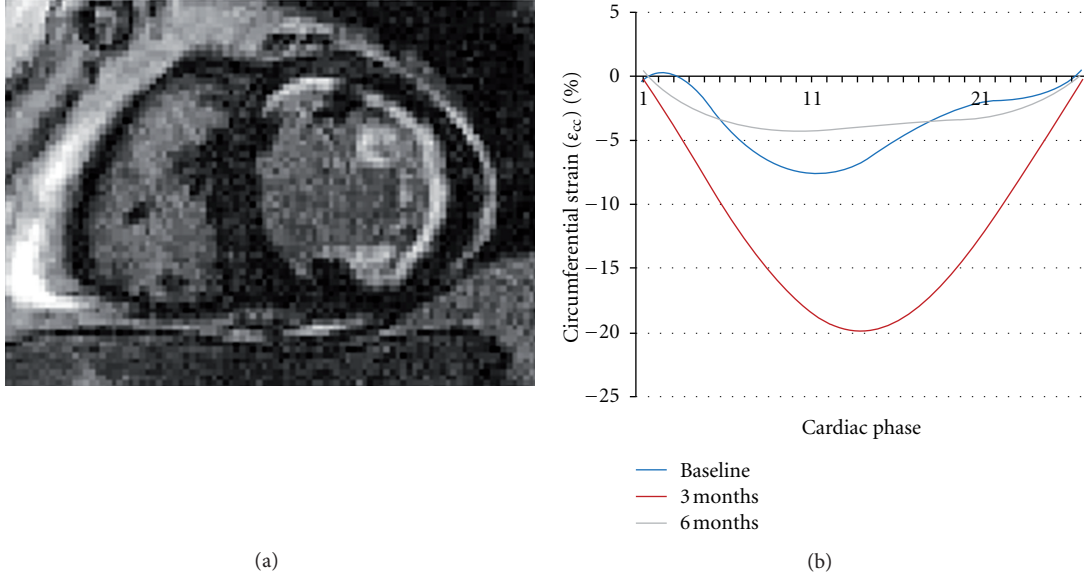 5
0
−5
−10
−15
−20
−25
1 11 21
Circumferential strain (ε_cc) (%)
Cardiac phase
Baseline
3 months
6 months
(a)
(b)